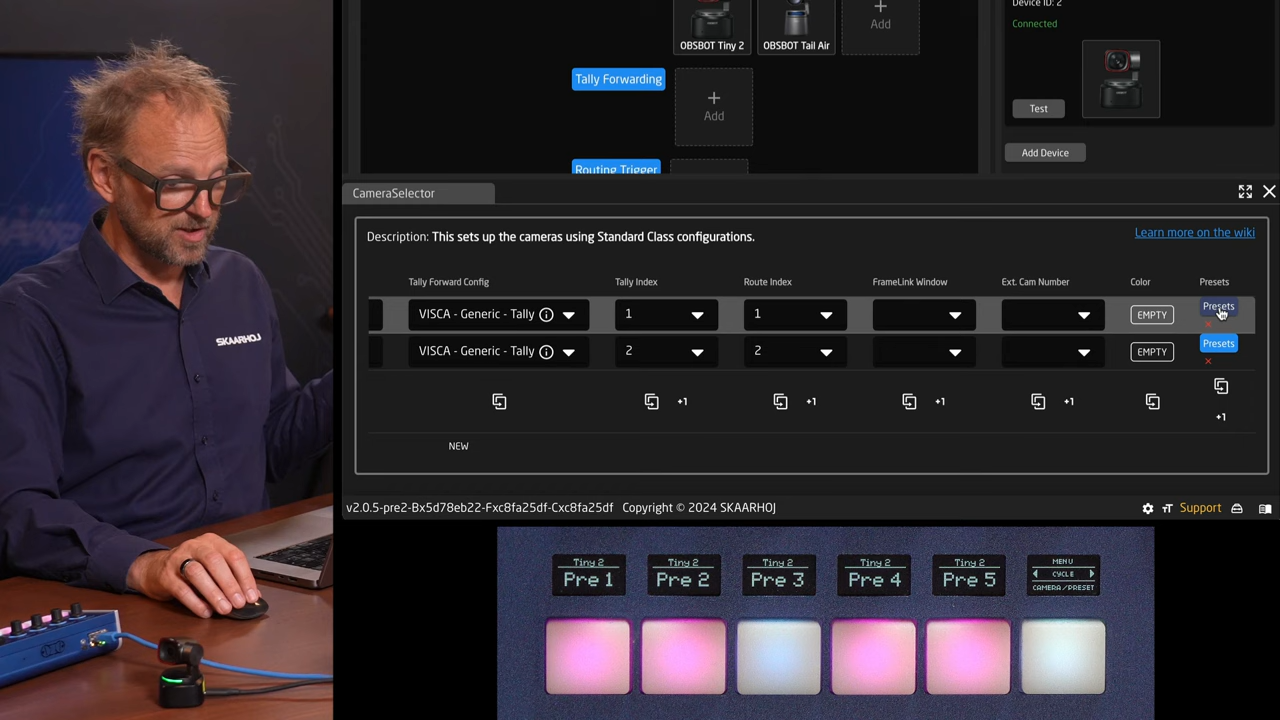 Device ID: 2
Connected
OBSBOT Tiny 2
OBSBOT Tail Air
+
Add
Tally Forwarding
+
Add
Test
Routing Trigger
Add Device
CameraSelector
Description: This sets up the cameras using Standard Class configurations.
Learn more on the wiki
Tally Forward Config
Tally Index
Route Index
FrameLink Window
Ext. Cam Number
Color
Presets
VISCA - Generic - Tally
1
1
EMPTY
Presets
VISCA - Generic - Tally
2
2
EMPTY
Presets
+1
+1
+1
+1
+1
NEW
v2.0.5-pre2-Bx5d78eb22-Fxc8fa25df-Cxc8fa25df Copyright © 2024 SKAARHOJ
Support
SKAARHOJ
Tiny 2
Pre 1
Tiny 2
Pre 2
Tiny 2
Pre 3
Tiny 2
Pre 4
Tiny 2
Pre 5
MENU
CYCLE
CAMERA/PRESET